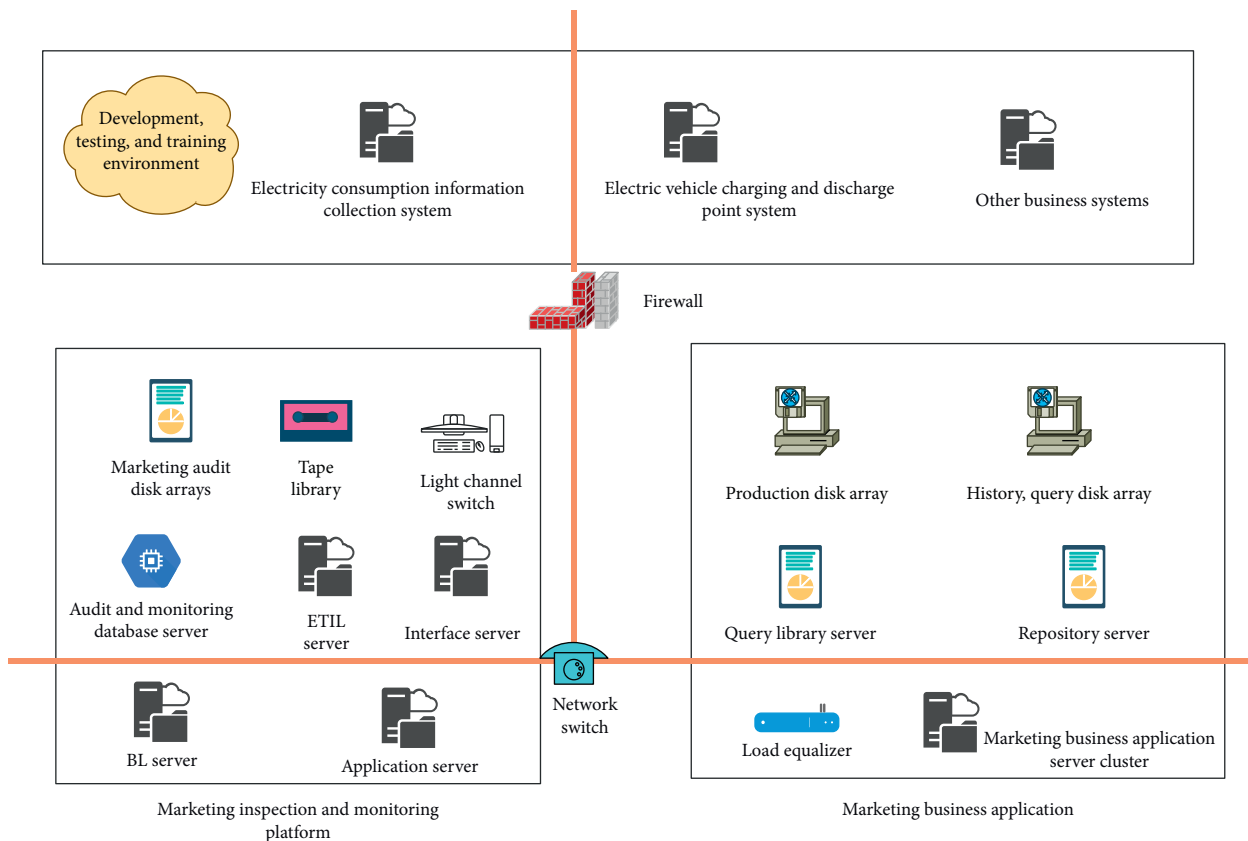 Development,
testing, and training
environment
Electricity consumption information
collection system
Electric vehicle charging and discharge
point system
Other business systems
Firewall
Marketing audit
disk arrays
Tape
library
Light channel
switch
Audit and monitoring
database server
ETIL
server
Interface server
BL server
Application server
Marketing inspection and monitoring
platform
Network
switch
Production disk array
History, query disk array
Query library server
Repository server
Load equalizer
Marketing business application
server cluster
Marketing business application